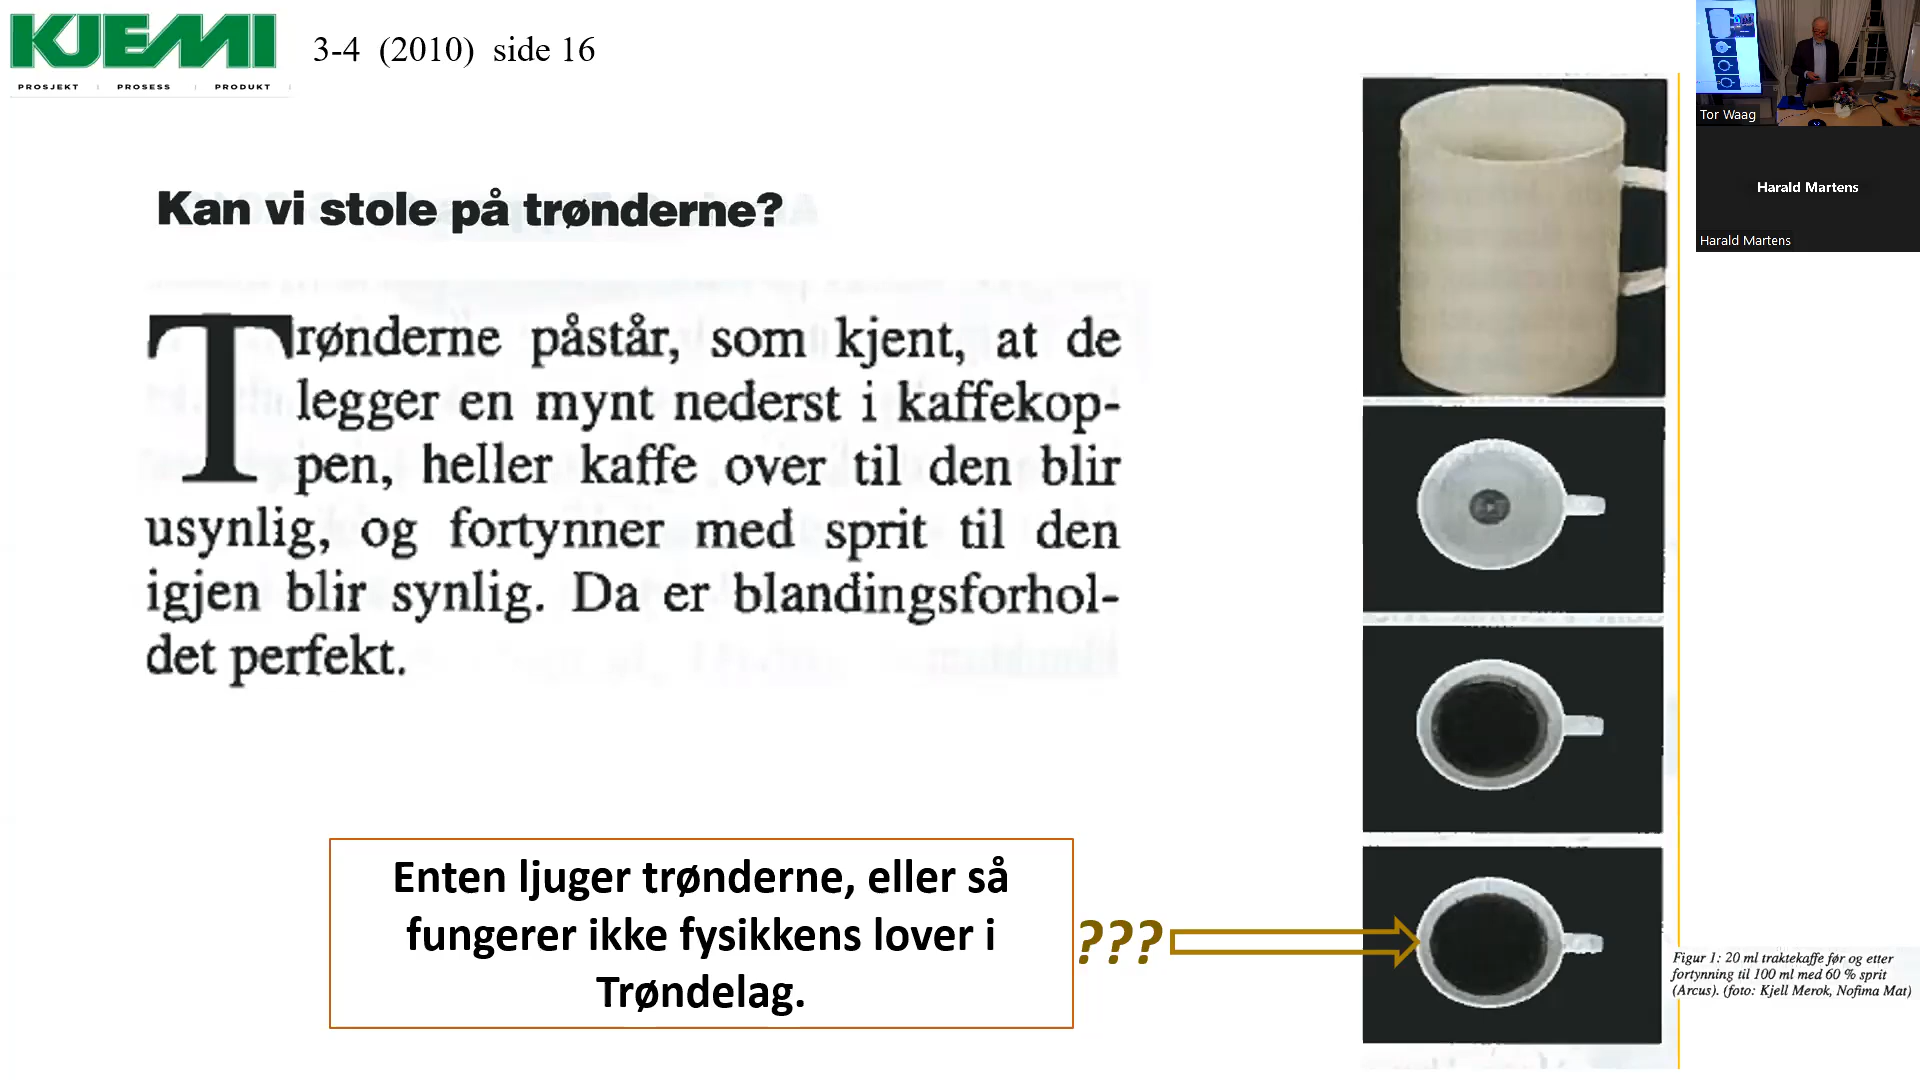 KJEMI
PROSJEKT | PROSESS | PRODUKT
3-4 (2010) side 16
Kan vi stole på trønderne?
Trønderne påstår, som kjent, at de
legger en mynt nederst i kaffekop-
pen, heller kaffe over til den blir
usynlig, og fortynner med sprit til den
igjen blir synlig. Da er blandingsforhol-
det perfekt.
Enten ljuger trønderne, eller så
fungerer ikke fysikkens lover i
Trøndelag.
???
Figur 1: 20 ml traktekaffe før og etter
fortynning til 100 ml med 60 % sprit
(Arcus). (foto: Kjell Merok, Nofima Mat)
Tor Waag
Harald Martens
Harald Martens